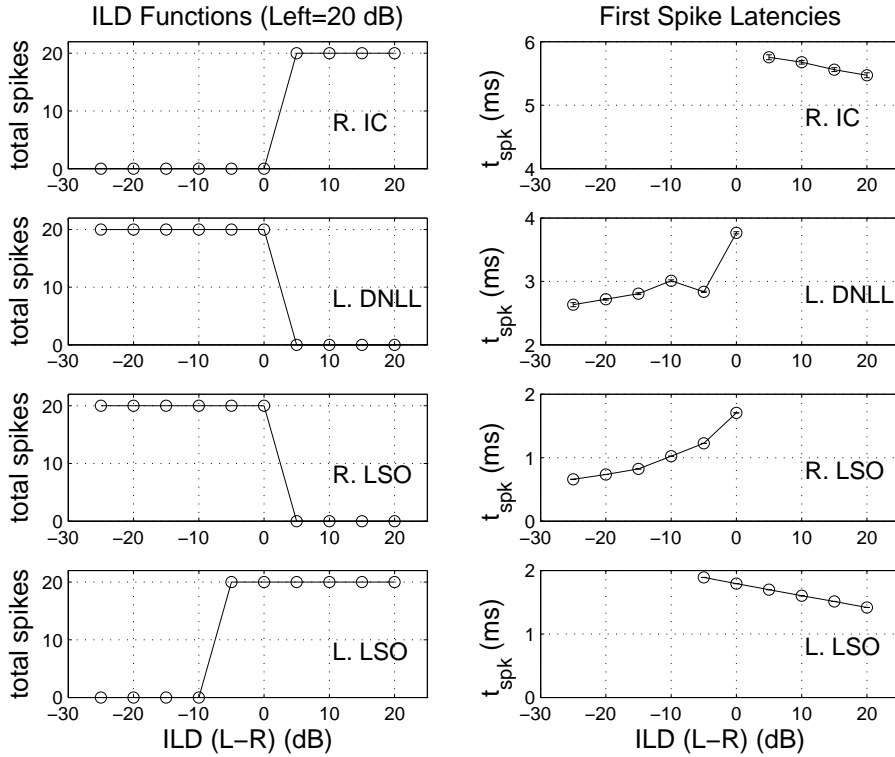 ILD Functions (Left=20 dB)
First Spike Latencies
total spikes
20
10
0
R. IC
−30 −20 −10 0 10 20
t_spk (ms)
6
5
4
R. IC
−30 −20 −10 0 10 20
total spikes
20
10
0
L. DNLL
−30 −20 −10 0 10 20
t_spk (ms)
4
3
2
L. DNLL
−30 −20 −10 0 10 20
total spikes
20
10
0
R. LSO
−30 −20 −10 0 10 20
t_spk (ms)
2
1
0
R. LSO
−30 −20 −10 0 10 20
total spikes
20
10
0
L. LSO
−30 −20 −10 0 10 20
ILD (L−R) (dB)
t_spk (ms)
2
1
0
L. LSO
−30 −20 −10 0 10 20
ILD (L−R) (dB)